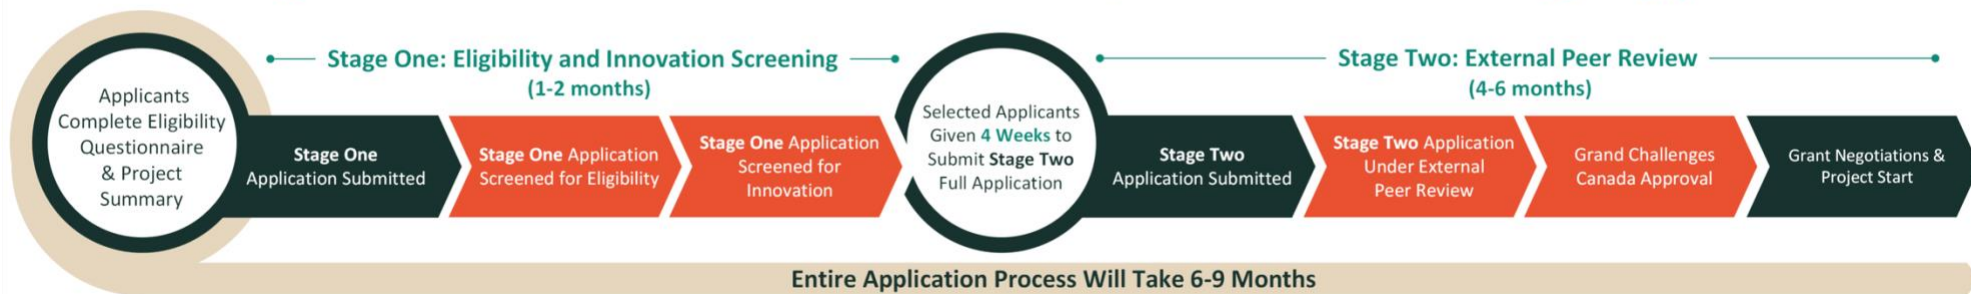 Applicants
Complete Eligibility
Questionnaire
& Project
Summary
Stage One: Eligibility and Innovation Screening
(1-2 months)
Stage One
Application Submitted
Stage One Application
Screened for Eligibility
Stage One Application
Screened for
Innovation
Selected Applicants
Given 4 Weeks to
Submit Stage Two
Full Application
Stage Two: External Peer Review
(4-6 months)
Stage Two
Application Submitted
Stage Two Application
Under External
Peer Review
Grand Challenges
Canada Approval
Grant Negotiations &
Project Start
Entire Application Process Will Take 6-9 Months